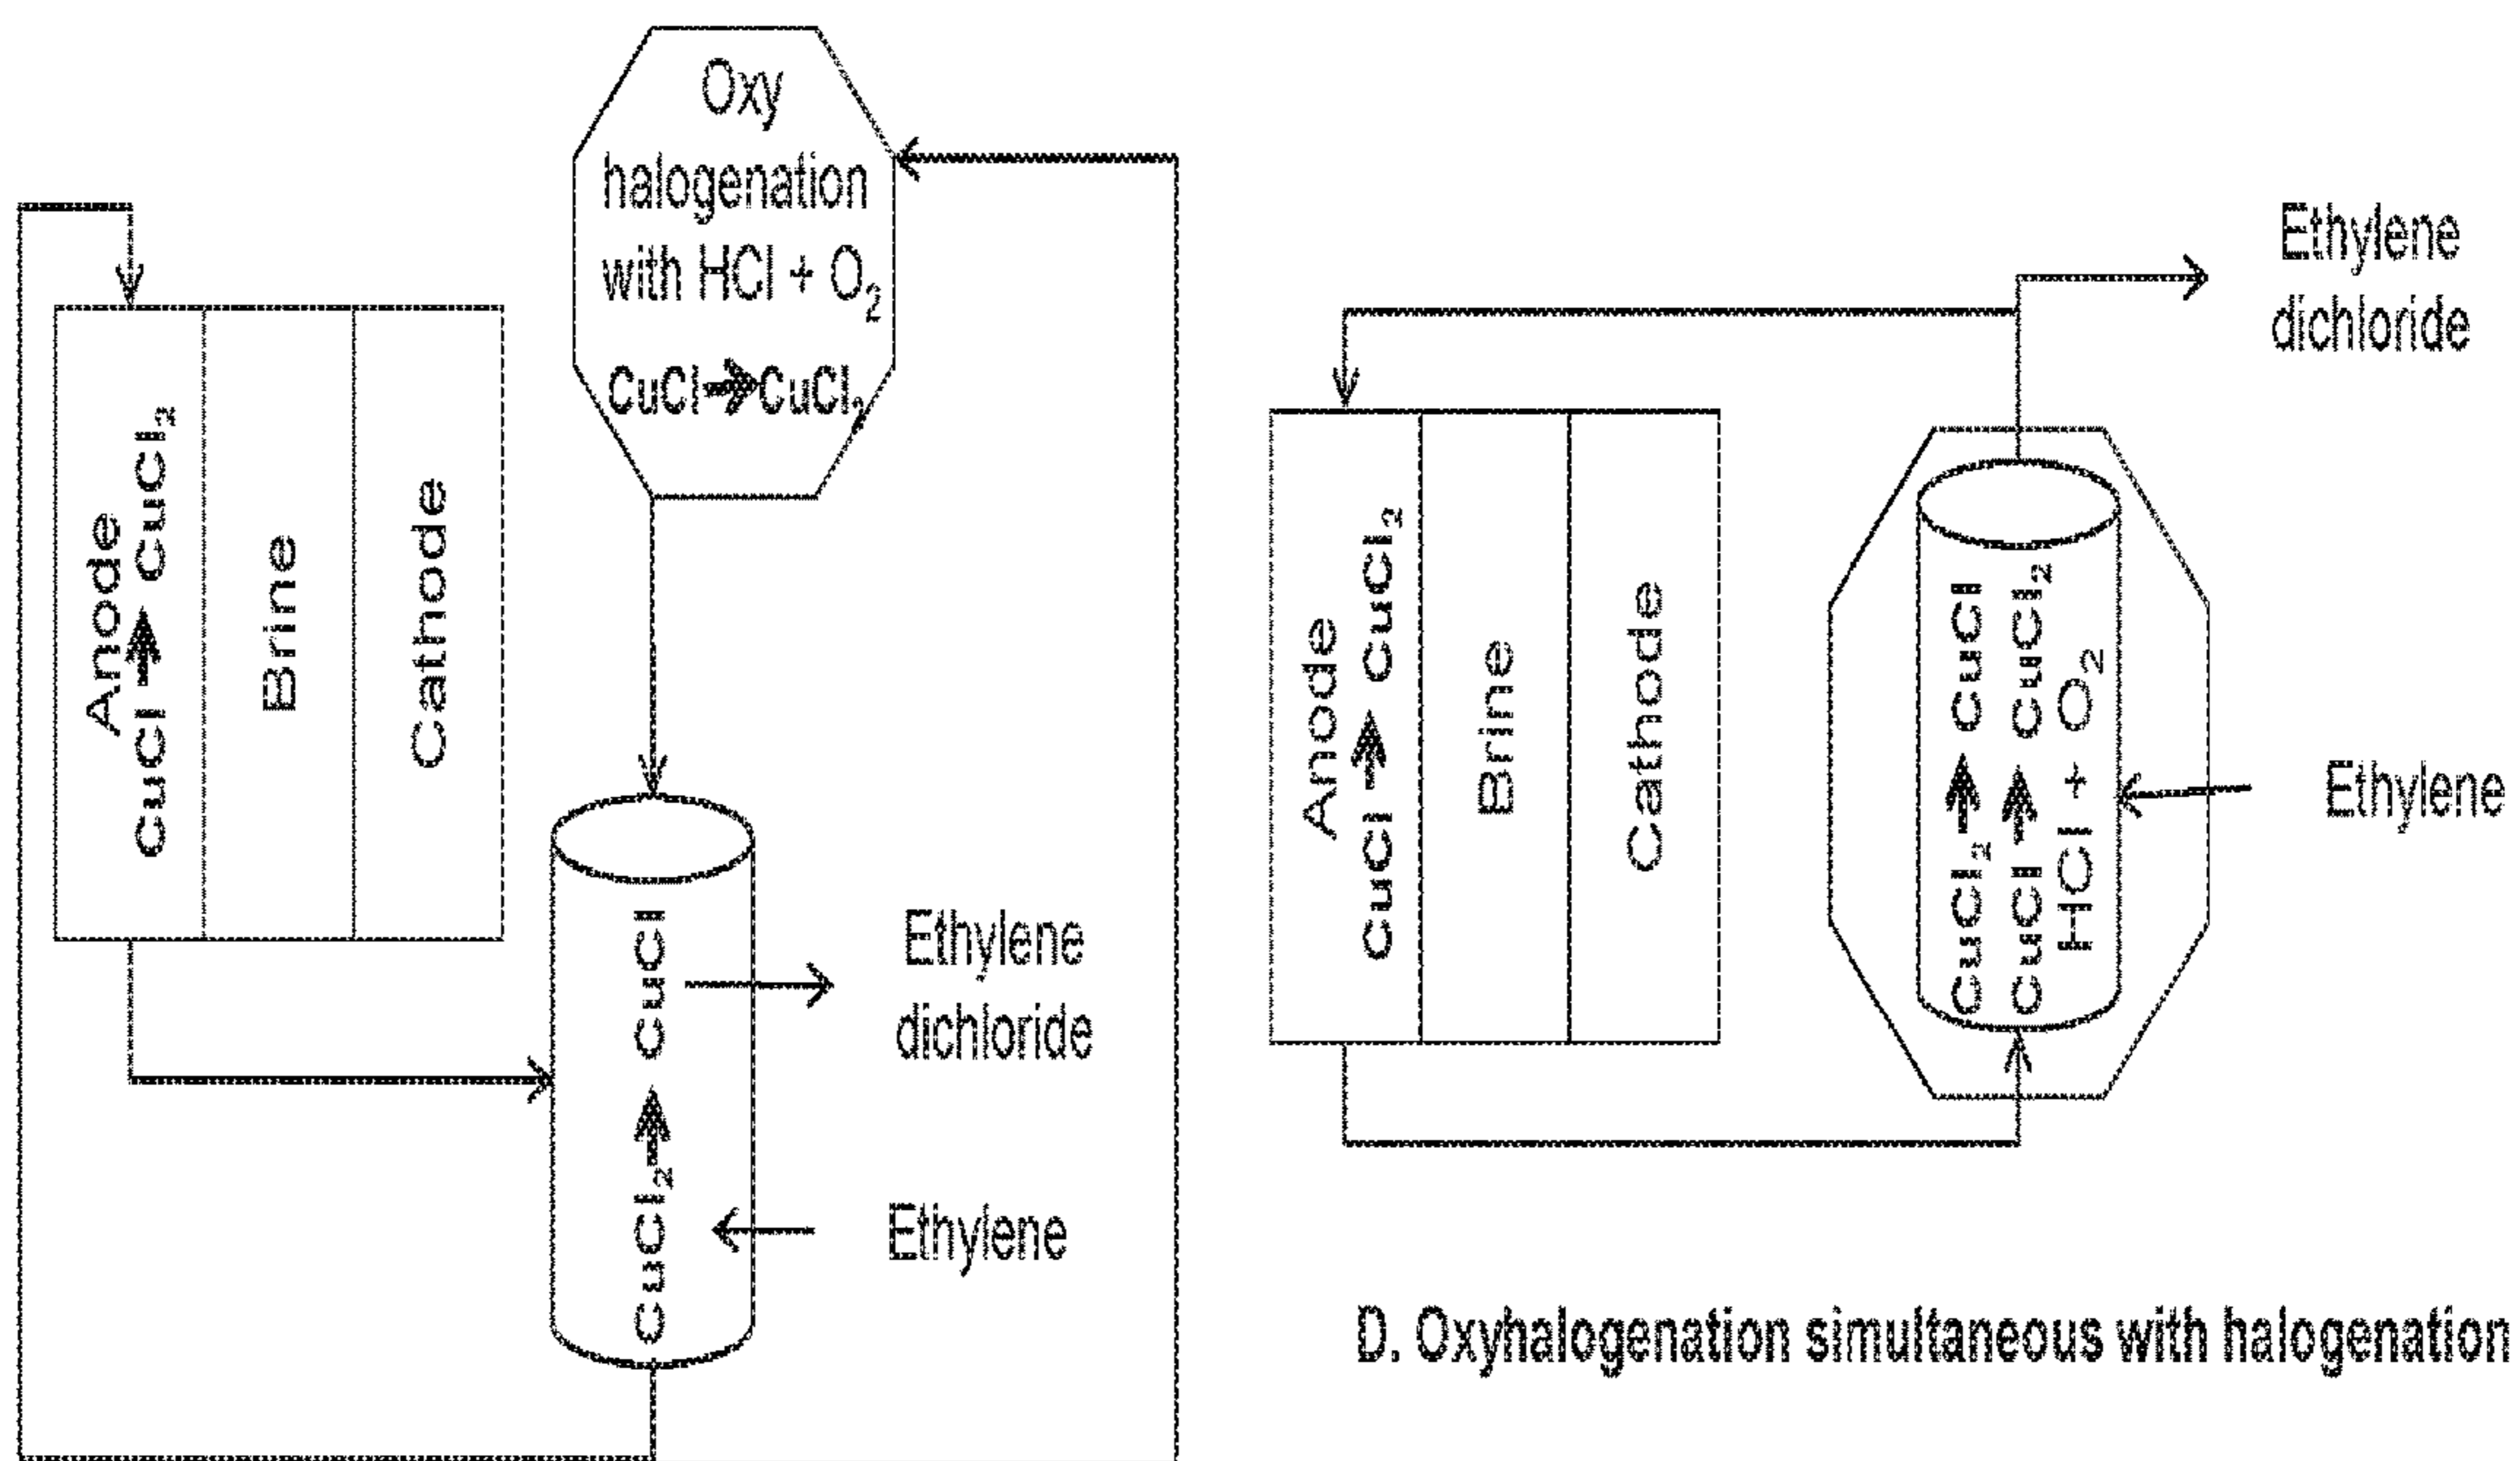 Oxy
halogenation
with HCl + O₂
CuCl → CuCl₂
Anode
CuCl → CuCl₂
Brine
Cathode
CuCl₂ → CuCl
Ethylene
dichloride
Ethylene
Ethylene
dichloride
Anode
CuCl → CuCl₂
Brine
Cathode
CuCl₂ → CuCl
CuCl → CuCl₂
HCl + O₂
Ethylene
D. Oxyhalogenation simultaneous with halogenation